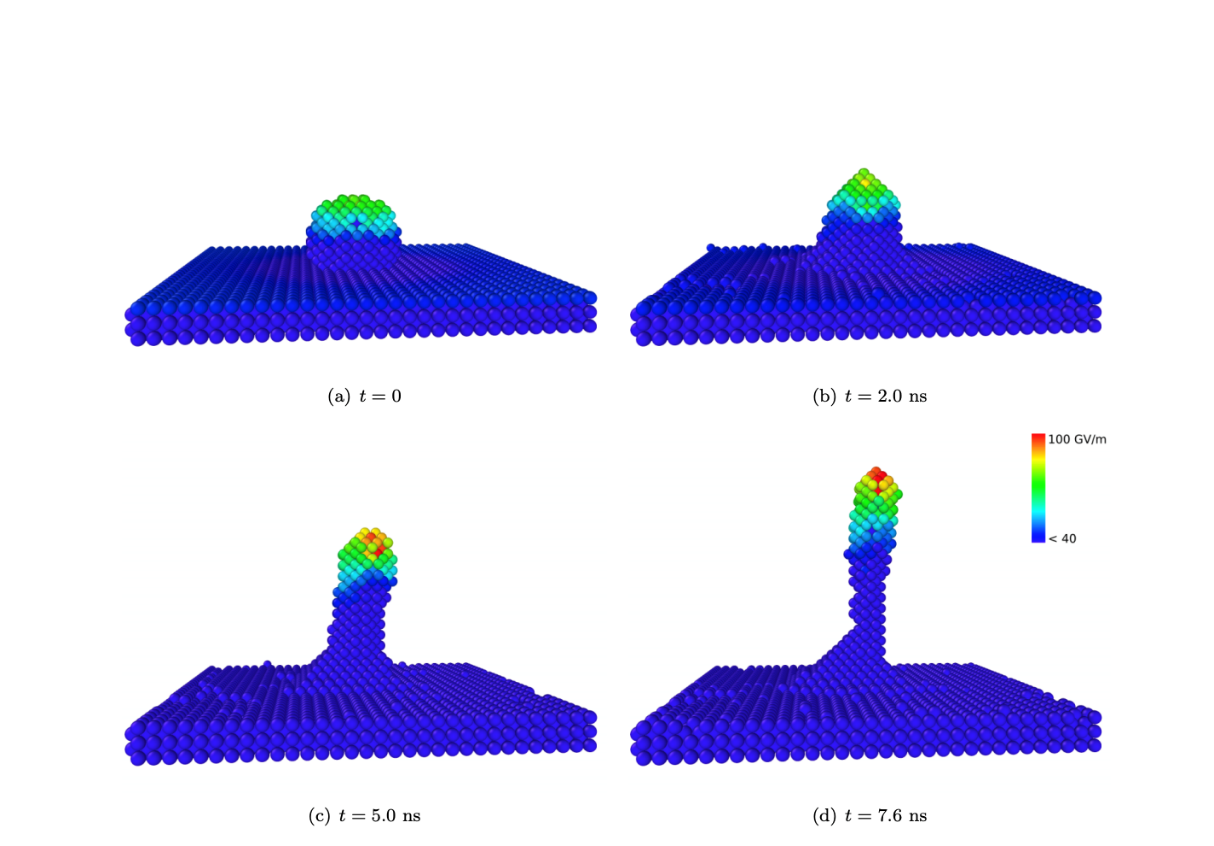 (a) t = 0
(b) t = 2.0 ns
100 GV/m
< 40
(c) t = 5.0 ns
(d) t = 7.6 ns